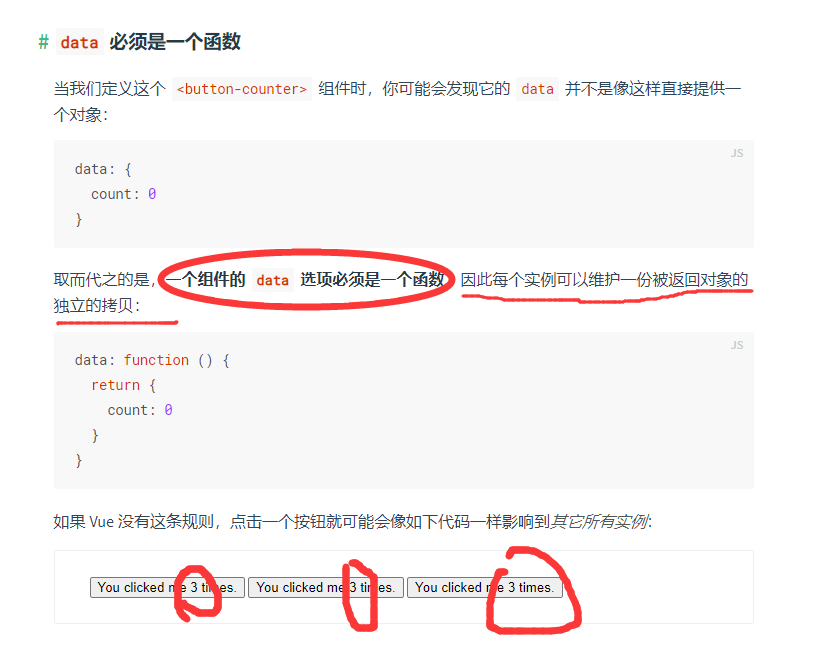 # data 必须是一个函数
当我们定义这个 <button-counter> 组件时，你可能会发现它的 data 并不是像这样直接提供一
个对象：
JS
data: {
  count: 0
}
取而代之的是，一个组件的 data 选项必须是一个函数，因此每个实例可以维护一份被返回对象的
独立的拷贝：
JS
data: function () {
  return {
    count: 0
  }
}
如果 Vue 没有这条规则，点击一个按钮就可能会像如下代码一样影响到其它所有实例：
You clicked me 3 times. You clicked me 3 times. You clicked me 3 times.